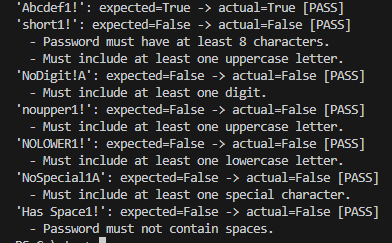 'Abcdef1!': expected=True -> actual=True [PASS]
'short1!': expected=False -> actual=False [PASS]
- Password must have at least 8 characters.
- Must include at least one uppercase letter.
'NoDigit!A': expected=False -> actual=False [PASS]
- Must include at least one digit.
'noupper1!': expected=False -> actual=False [PASS]
- Must include at least one uppercase letter.
'NOLOWER1!': expected=False -> actual=False [PASS]
- Must include at least one lowercase letter.
'NoSpecial1A': expected=False -> actual=False [PASS]
- Must include at least one special character.
'Has Space1!': expected=False -> actual=False [PASS]
- Password must not contain spaces.